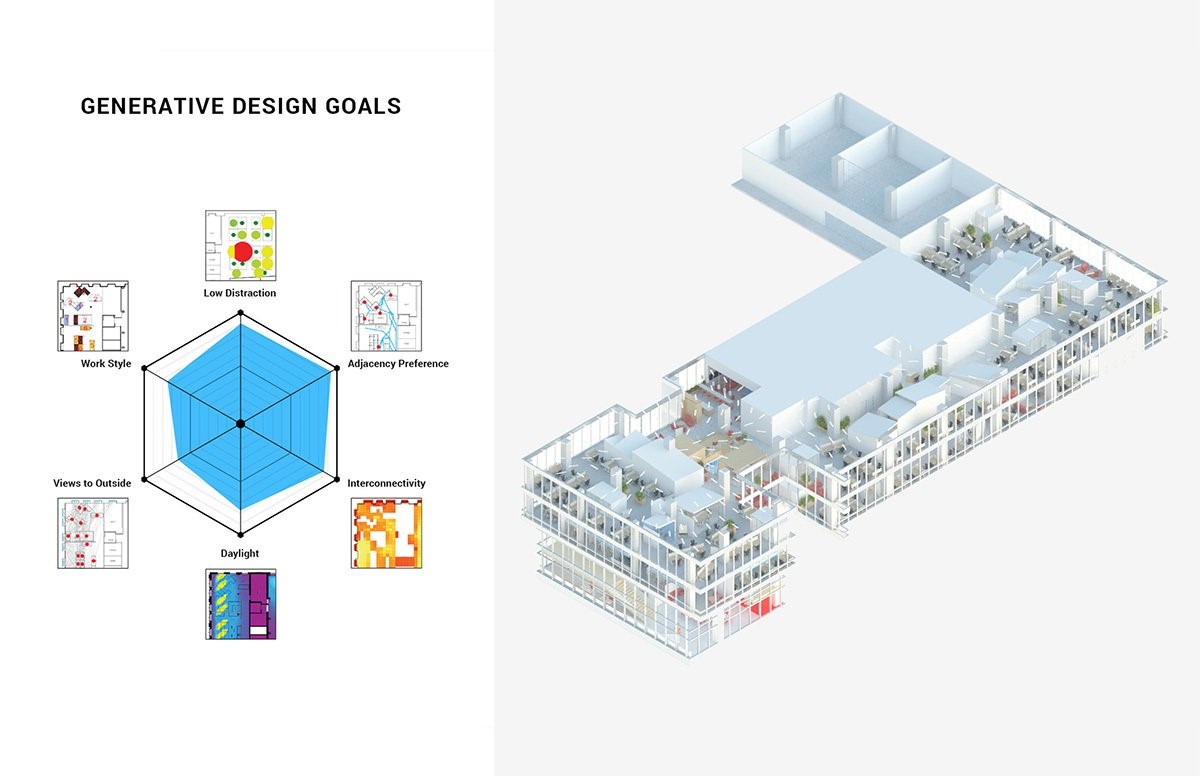 GENERATIVE DESIGN GOALS
Low Distraction
Work Style
Adjacency Preference
Views to Outside
Interconnectivity
Daylight